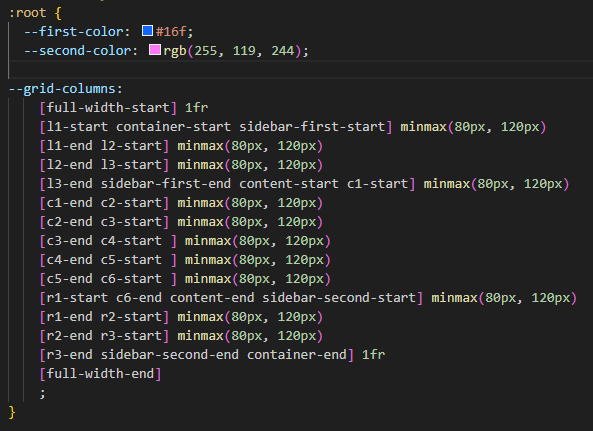 :root {
--first-color: #16f;
--second-color: rgb(255, 119, 244);
--grid-columns:
[full-width-start] 1fr
[l1-start container-start sidebar-first-start] minmax(80px, 120px)
[l1-end l2-start] minmax(80px, 120px)
[l2-end l3-start] minmax(80px, 120px)
[l3-end sidebar-first-end content-start c1-start] minmax(80px, 120px)
[c1-end c2-start] minmax(80px, 120px)
[c2-end c3-start] minmax(80px, 120px)
[c3-end c4-start ] minmax(80px, 120px)
[c4-end c5-start ] minmax(80px, 120px)
[c5-end c6-start ] minmax(80px, 120px)
[r1-start c6-end content-end sidebar-second-start] minmax(80px, 120px)
[r1-end r2-start] minmax(80px, 120px)
[r2-end r3-start] minmax(80px, 120px)
[r3-end sidebar-second-end container-end] 1fr
[full-width-end]
;
}